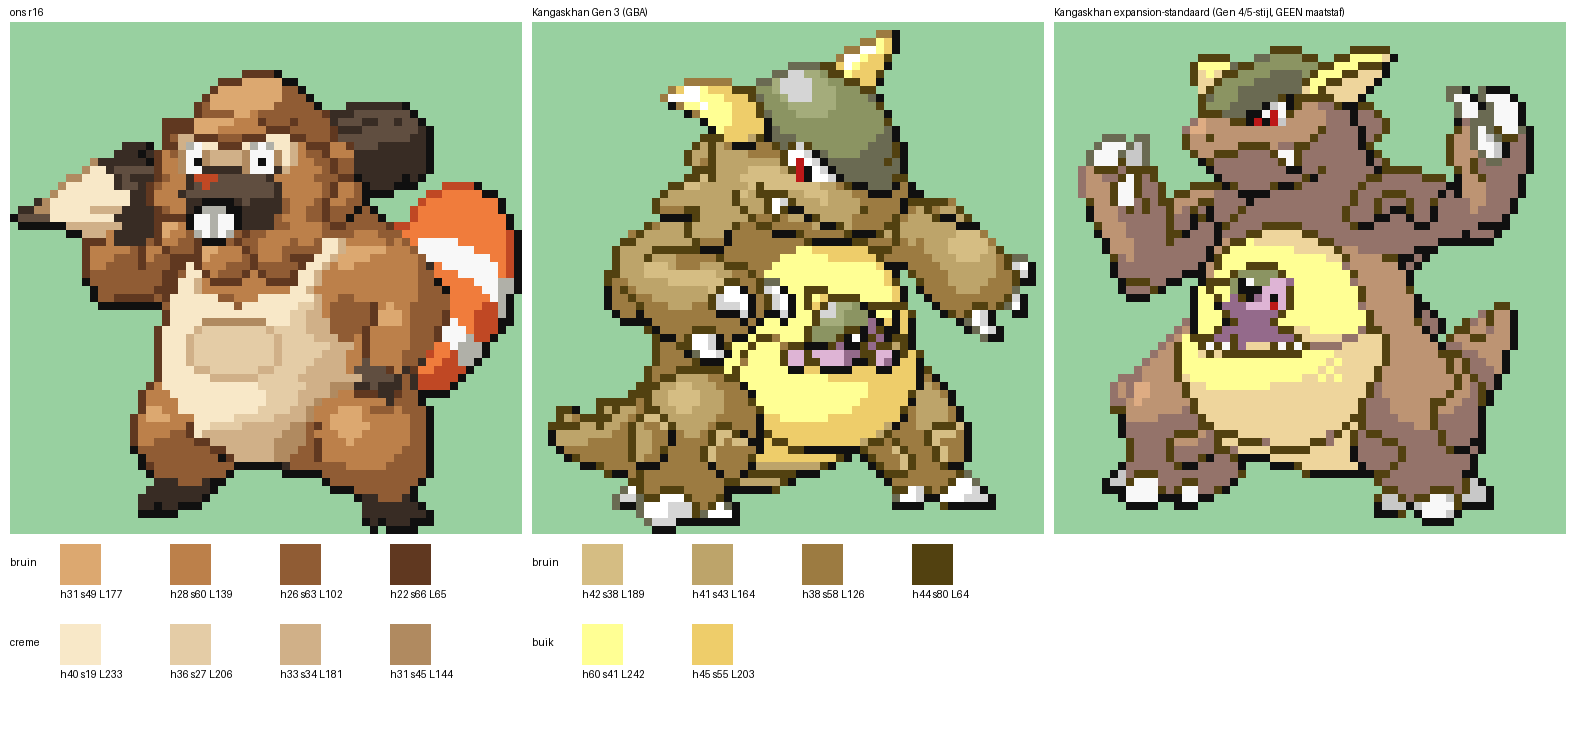 ons r16
Kangaskhan Gen 3 (GBA)
Kangaskhan expansion-standaard (Gen 4/5-stijl, GEEN maatstaf)
bruin
h31 s49 L177
h28 s60 L139
h26 s63 L102
h22 s66 L65
bruin
h42 s38 L189
h41 s43 L164
h38 s58 L126
h44 s80 L64
creme
h40 s19 L233
h36 s27 L206
h33 s34 L181
h31 s45 L144
buik
h60 s41 L242
h45 s55 L203